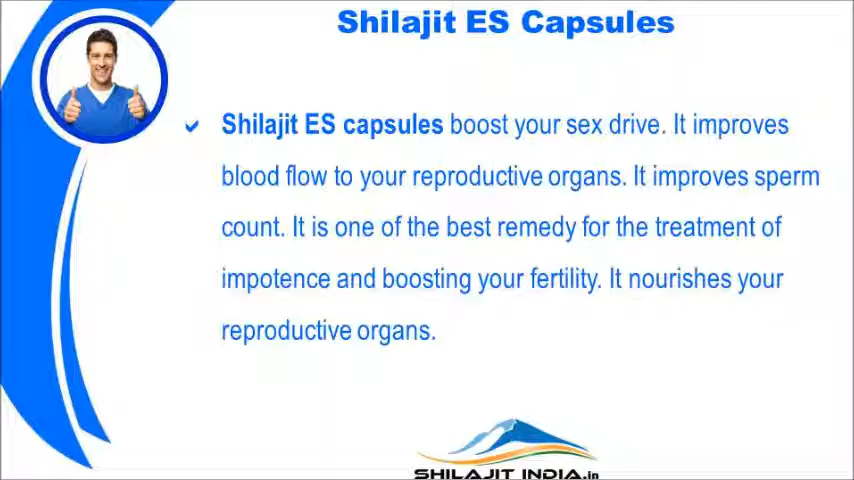 Shilajit ES Capsules
Shilajit ES capsules boost your sex drive. It improves
blood flow to your reproductive organs. It improves sperm
count. It is one of the best remedy for the treatment of
impotence and boosting your fertility. It nourishes your
reproductive organs.
SHILAJIT INDIA.in